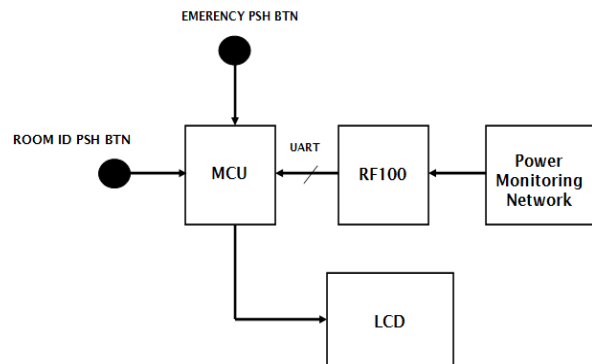 EMERENCY PSH BTN
ROOM ID PSH BTN
UART
MCU
RF100
Power
Monitoring
Network
LCD